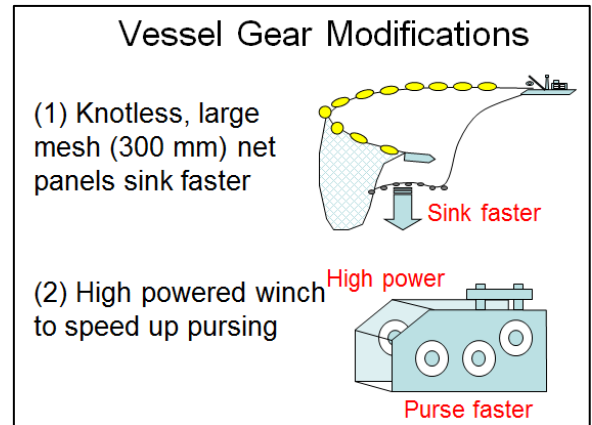 Vessel Gear Modifications
(1) Knotless, large
mesh (300 mm) net
panels sink faster
Sink faster
(2) High powered winch
to speed up pursing
High power
Purse faster